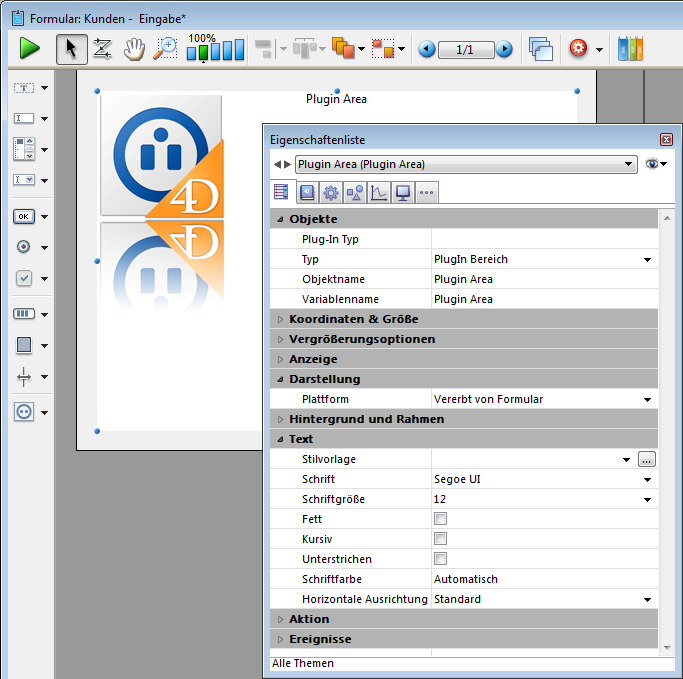 Formular: Kunden - Eingabe*
100%
1/1
Plugin Area
4D
4D
OK
Eigenschaftenliste
Plugin Area (Plugin Area)
Objekte
Plug-In Typ
Typ PlugIn Bereich
Objektname Plugin Area
Variablenname Plugin Area
Koordinaten & Größe
Vergrößerungsoptionen
Anzeige
Darstellung
Plattform Vererbt von Formular
Hintergrund und Rahmen
Text
Stilvorlage ...
Schrift Segoe UI
Schriftgröße 12
Fett
Kursiv
Unterstrichen
Schriftfarbe Automatisch
Horizontale Ausrichtung Standard
Aktion
Ereignisse
Alle Themen